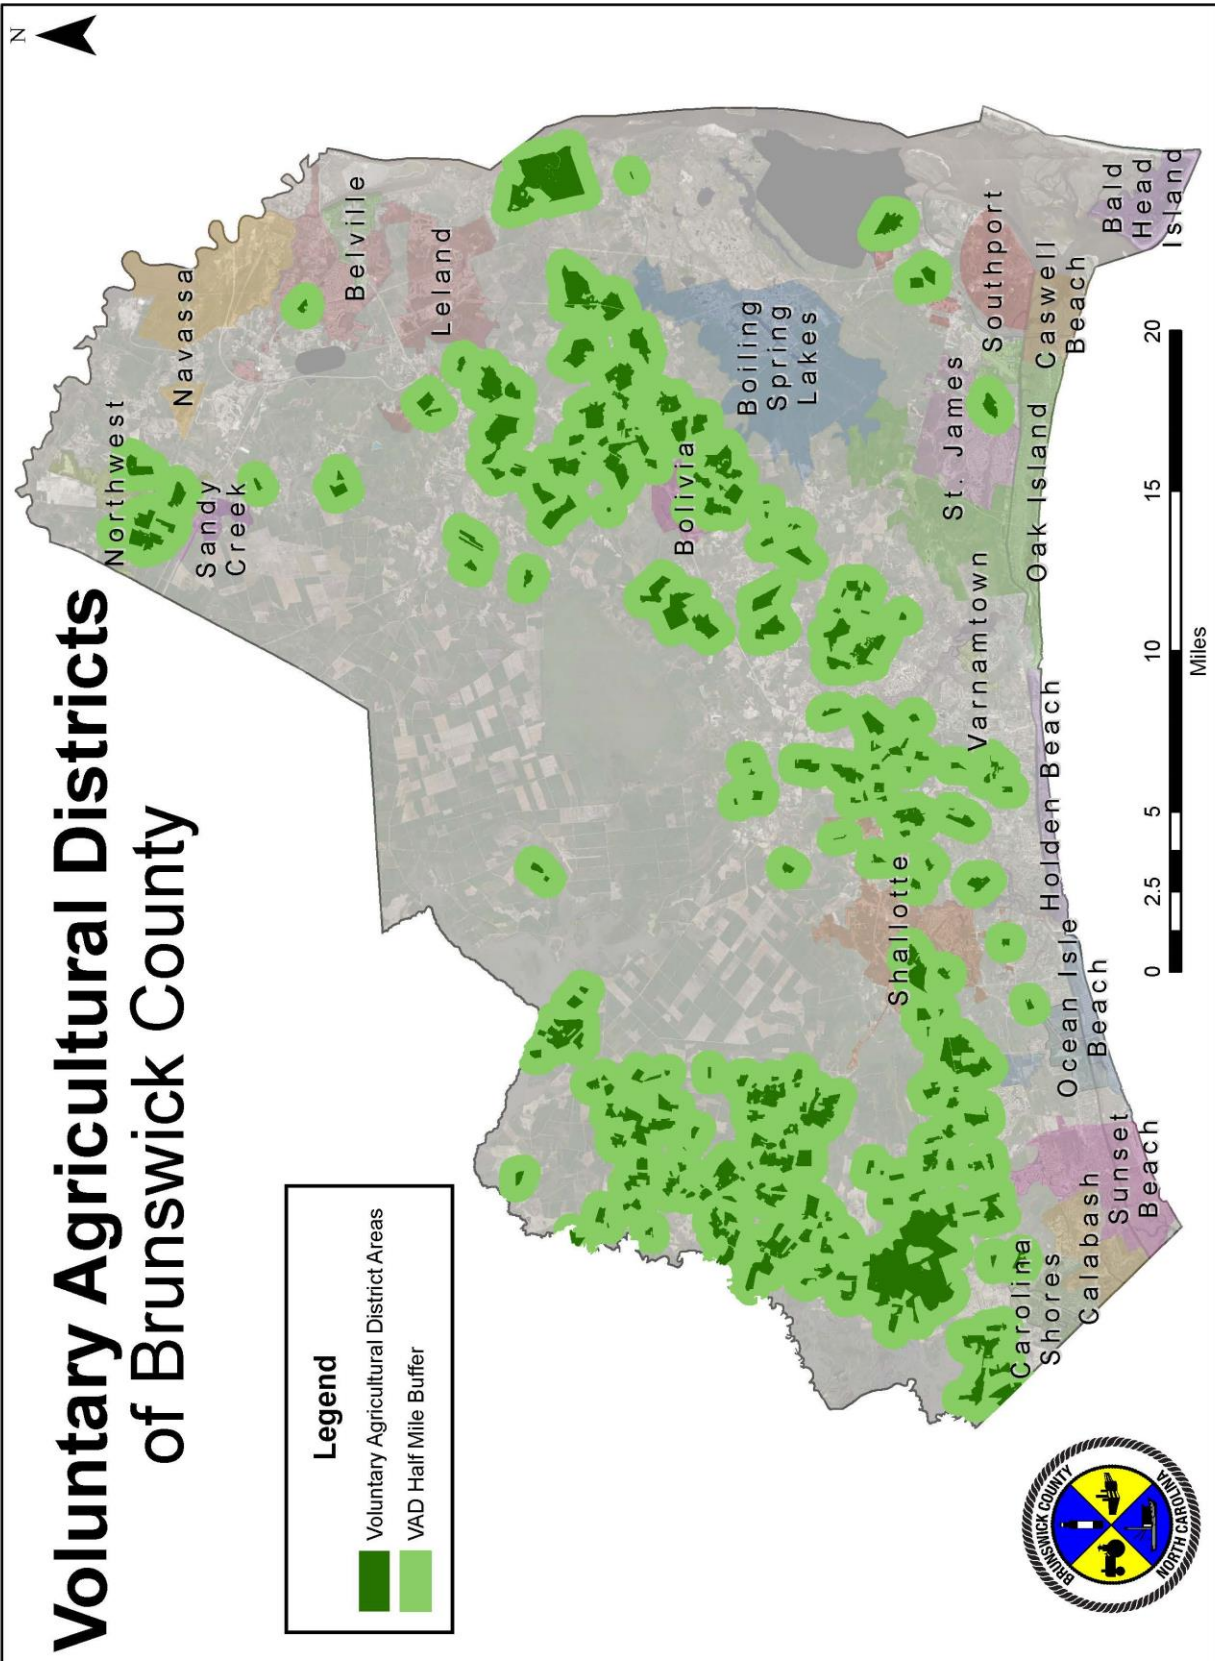 Voluntary Agricultural Districts
of Brunswick County
N
Legend
Voluntary Agricultural District Areas
VAD Half Mile Buffer
Northwest
Navassa
Sandy
Creek
Belville
Leland
Bolivia
Boiling
Spring
Lakes
St. James
Southport
Caswell
Beach
Bald
Head
Island
Oak Island
Varnamtown
Holden Beach
Shallotte
Ocean Isle
Beach
Sunset
Beach
Calabash
Carolina
Shores
0 2.5 5 10 15 20
Miles
BRUNSWICK COUNTY
NORTH CAROLINA